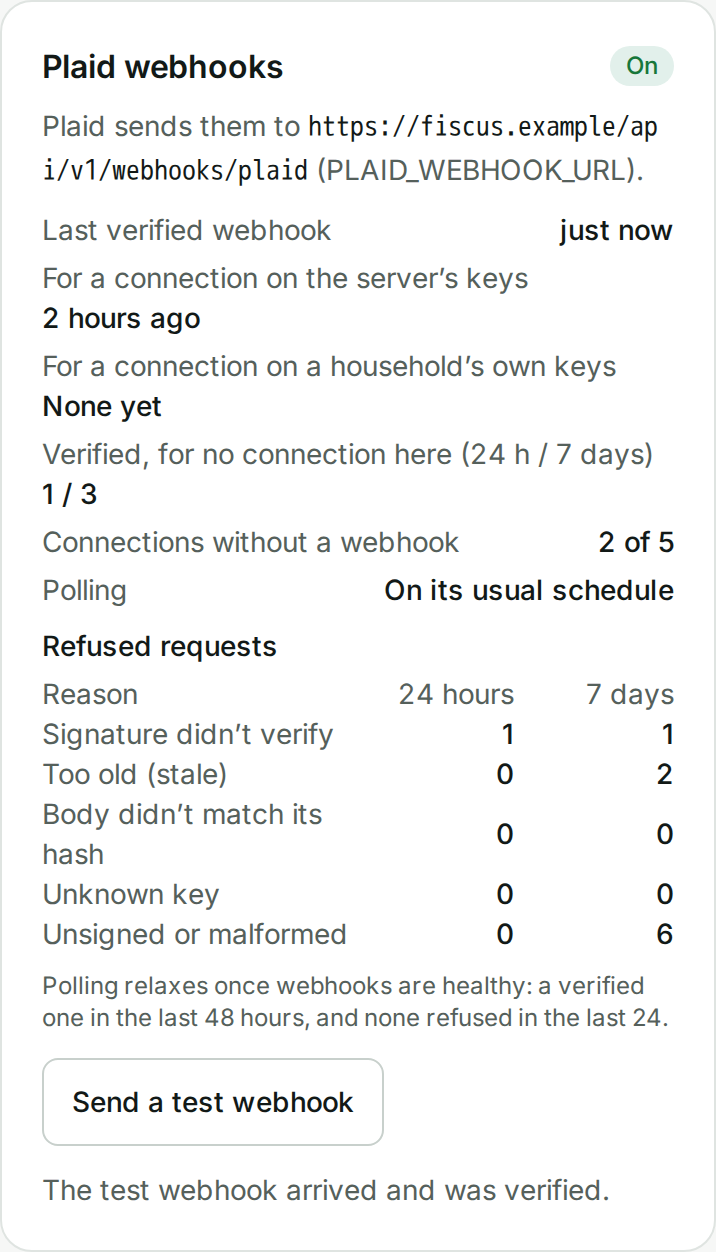 Plaid webhooks
On
Plaid sends them to https://fiscus.example/ap
i/v1/webhooks/plaid (PLAID_WEBHOOK_URL).
Last verified webhook just now
For a connection on the server’s keys
2 hours ago
For a connection on a household’s own keys
None yet
Verified, for no connection here (24 h / 7 days)
1 / 3
Connections without a webhook 2 of 5
Polling On its usual schedule
Refused requests
Reason 24 hours 7 days
Signature didn’t verify 1 1
Too old (stale) 0 2
Body didn’t match its
hash 0 0
Unknown key 0 0
Unsigned or malformed 0 6
Polling relaxes once webhooks are healthy: a verified
one in the last 48 hours, and none refused in the last 24.
Send a test webhook
The test webhook arrived and was verified.